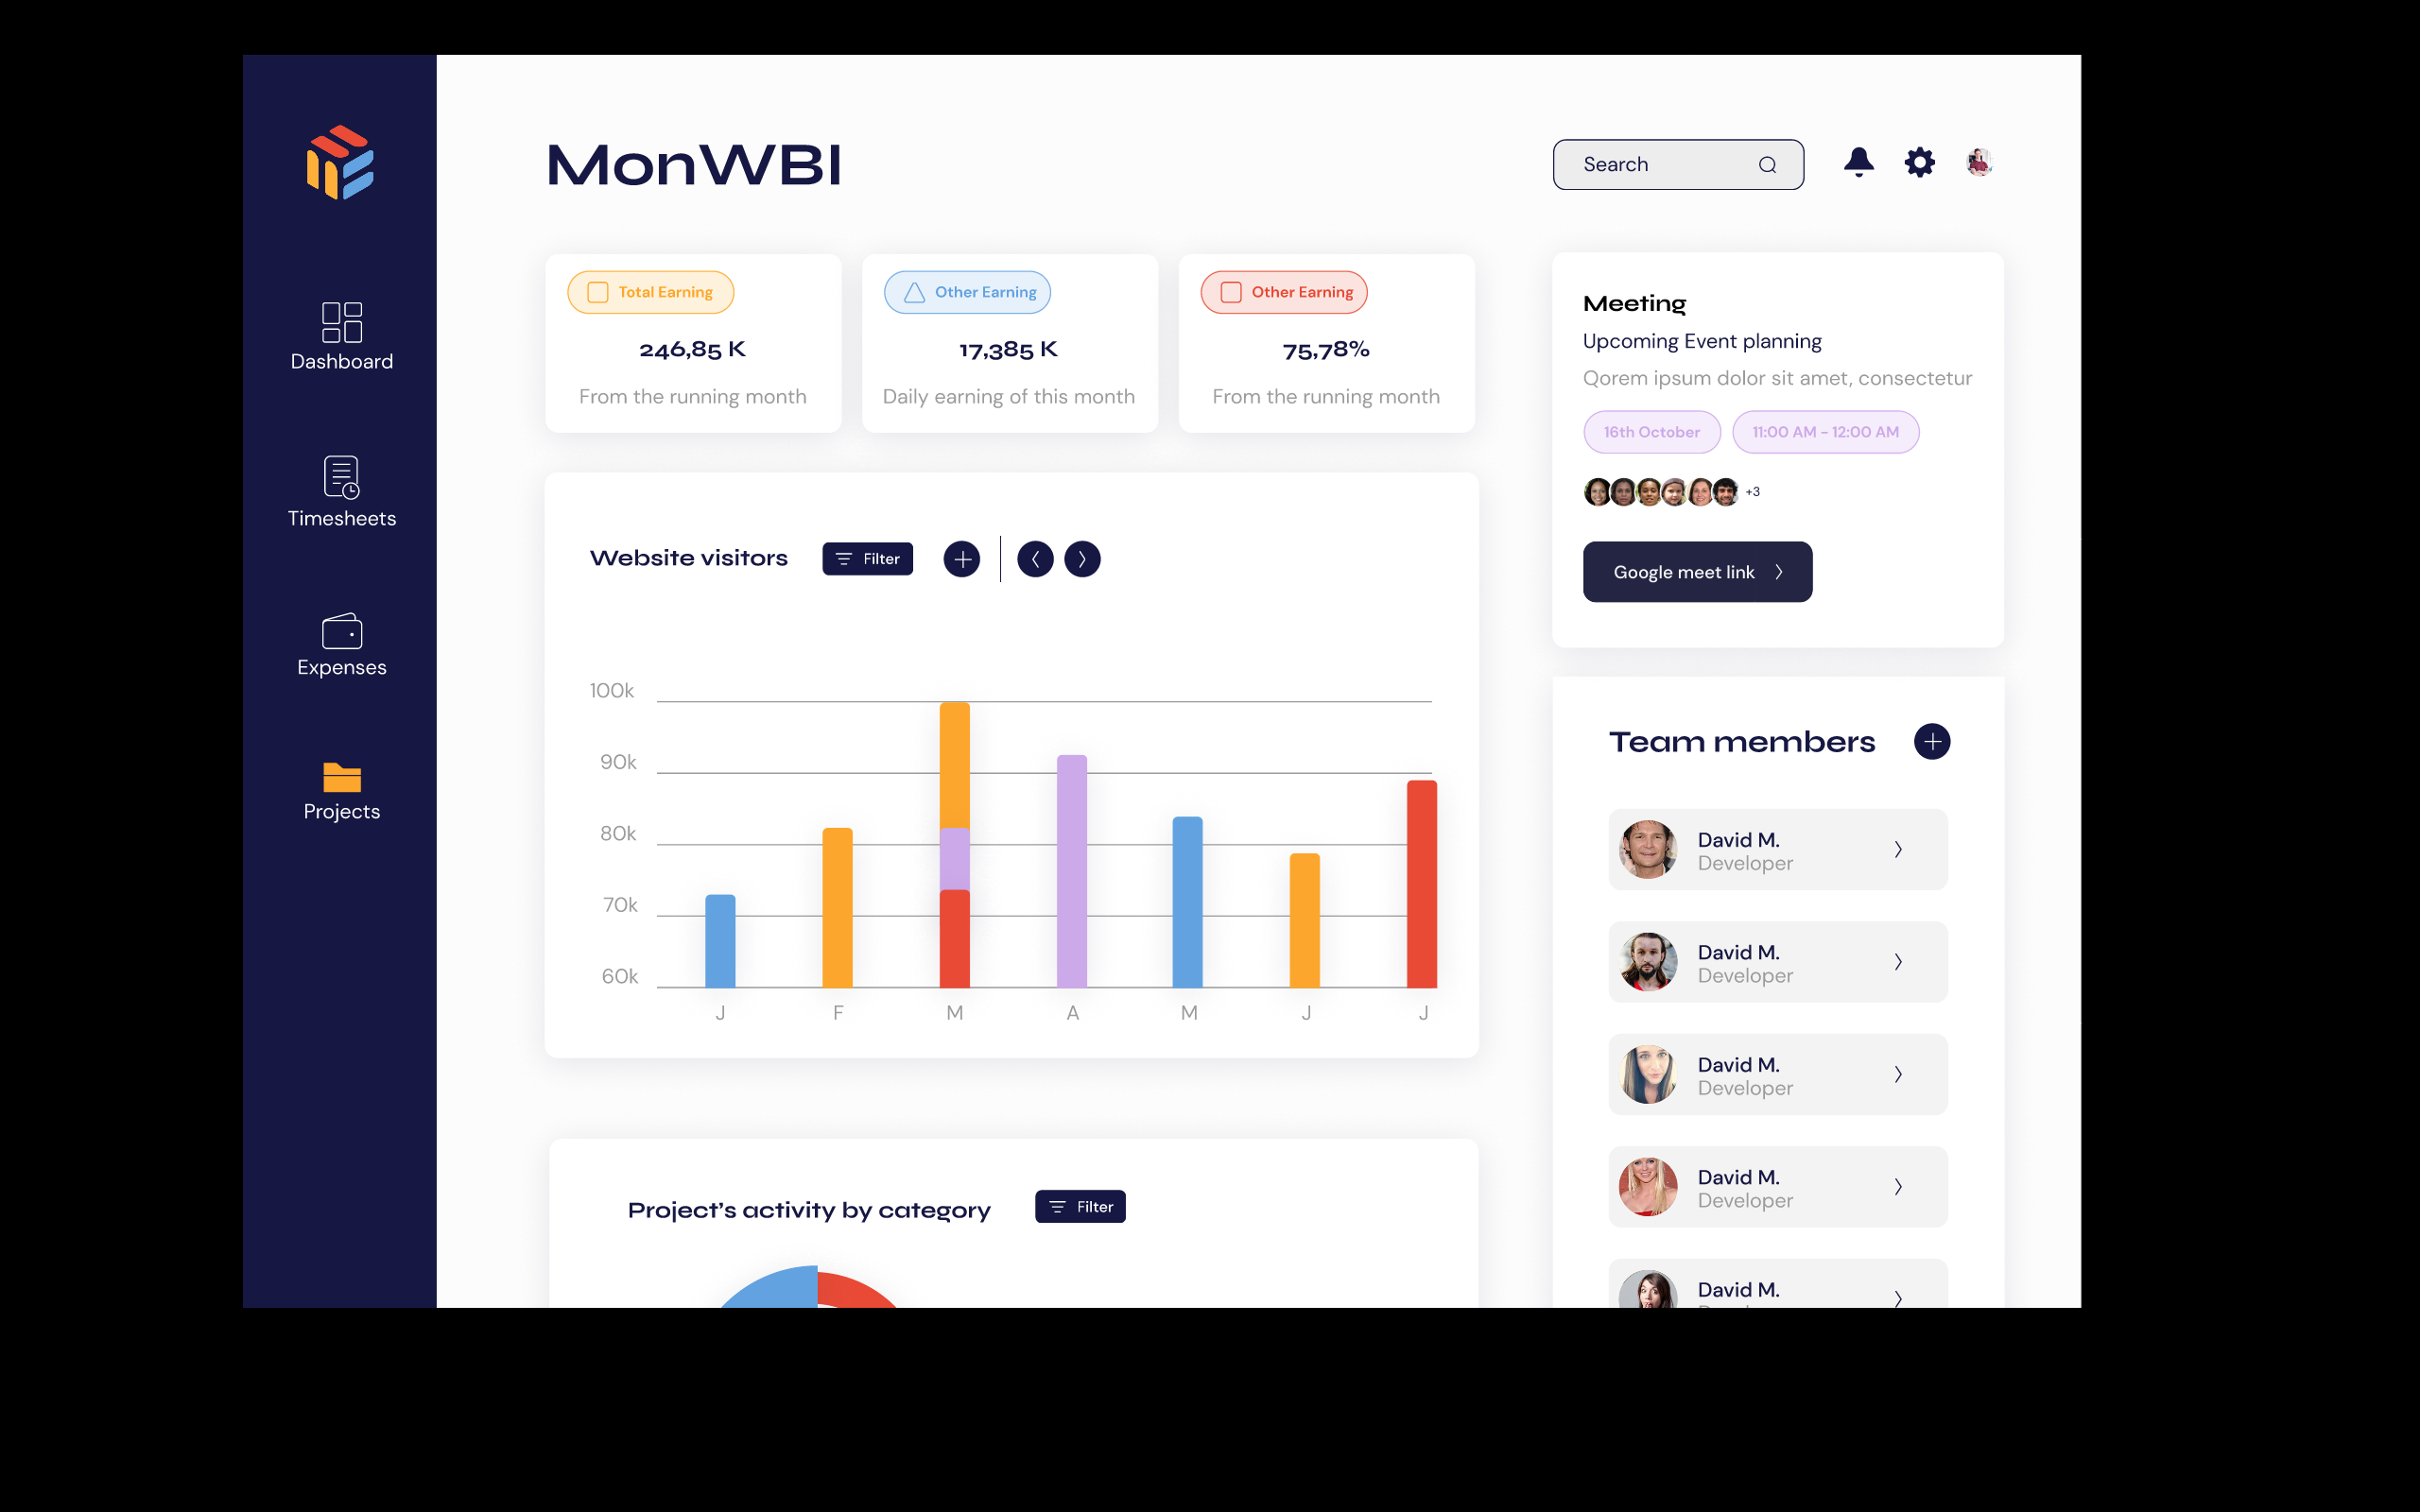 MonWBI
Search
Dashboard
Timesheets
Expenses
Projects
Total Earning
246,85 K
From the running month
Other Earning
17,385 K
Daily earning of this month
Other Earning
75,78%
From the running month
Meeting
Upcoming Event planning
Qorem ipsum dolor sit amet, consectetur
16th October
11:00 AM - 12:00 AM
+3
Google meet link
Website visitors
Filter
100k
90k
80k
70k
60k
J F M A M J J
Team members
David M.
Developer
David M.
Developer
David M.
Developer
David M.
Developer
David M.
Project's activity by category
Filter